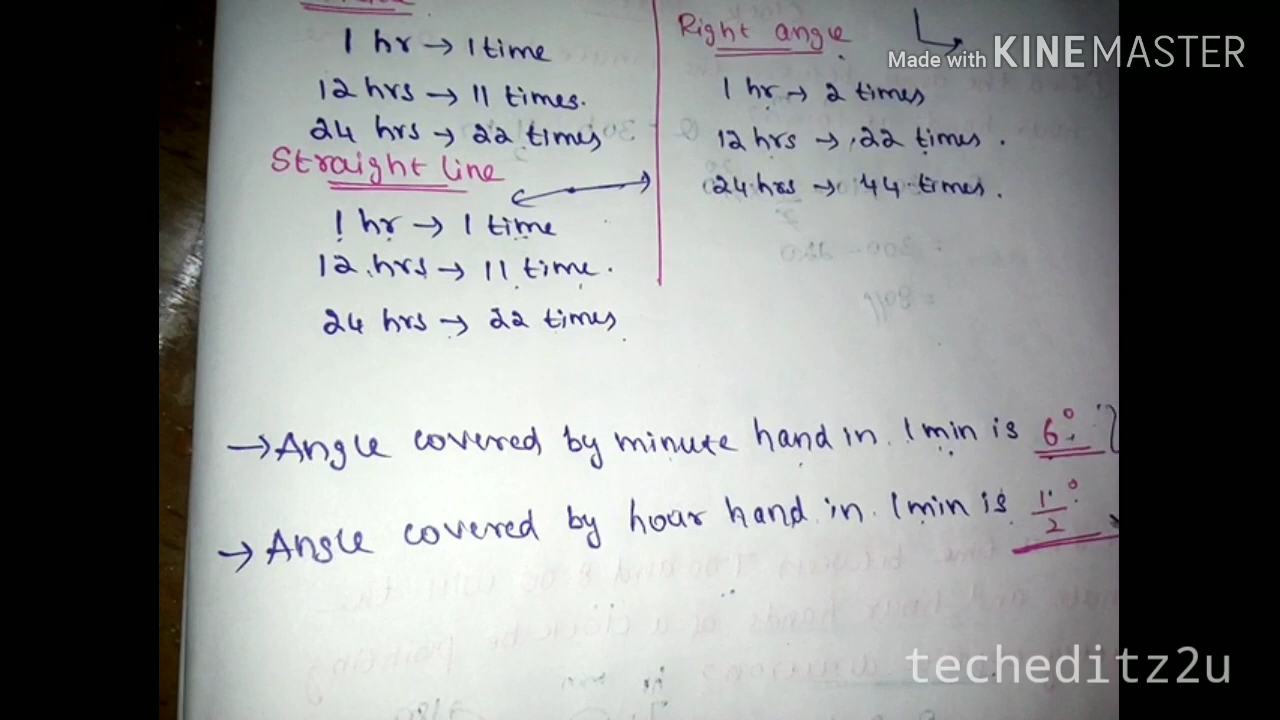 1 hr → 1 time
12 hrs → 11 times.
24 hrs → 22 times
Straight line
1 hr → 1 time
12 hrs → 11 time.
24 hrs → 22 times
Right angle
1 hr → 2 times
12 hrs → 22 times.
24 hrs → 44 times.
→ Angle covered by minute hand in 1 min is 6°
→ Angle covered by hour hand in 1 min is 1/2°
Made with KINEMASTER
techeditz2u